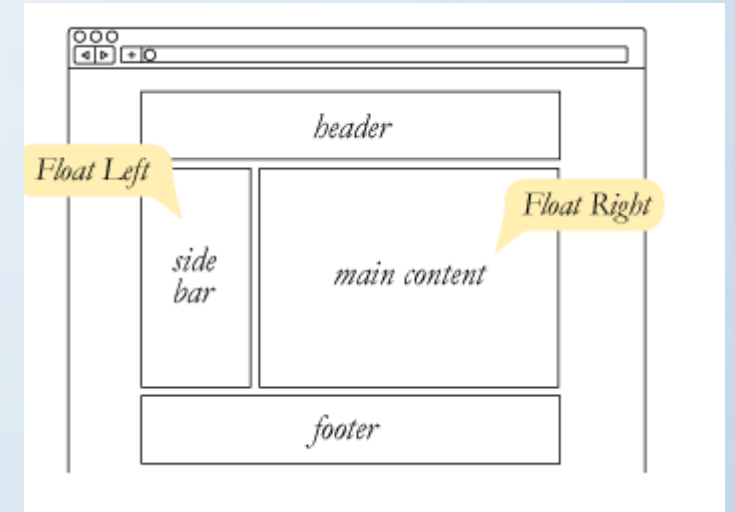 header
Float Left
Float Right
side
bar
main content
footer